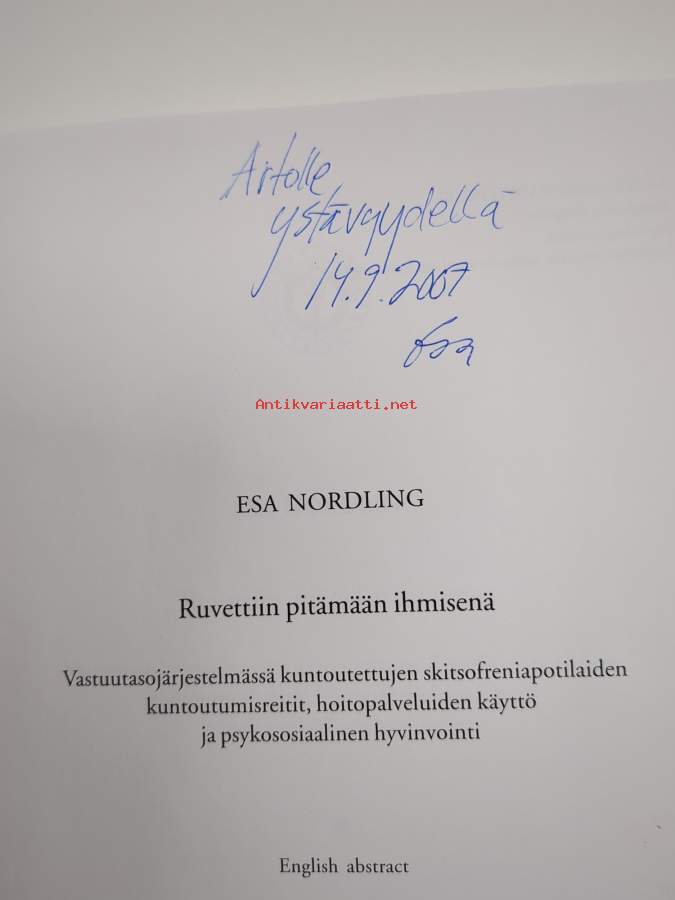 Artolle
ystävyydellä
14.9.2007
Esa
Antikvariaatti.net
ESA NORDLING
Ruvettiin pitämään ihmisenä
Vastuutasojärjestelmässä kuntoutettujen skitsofreniapotilaiden
kuntoutumisreitit, hoitopalveluiden käyttö
ja psykososiaalinen hyvinvointi
English abstract